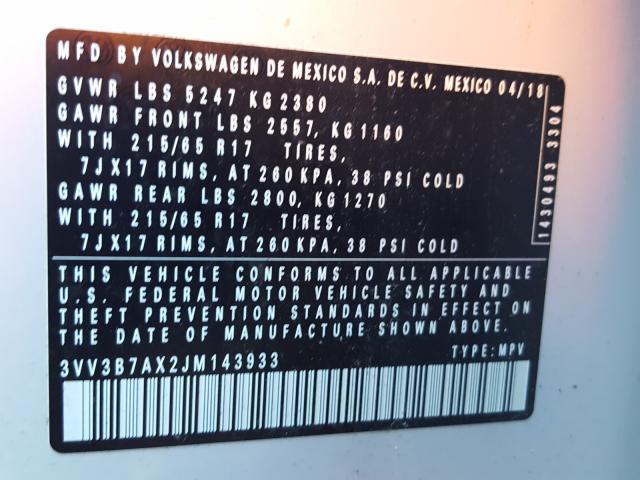 MFD BY VOLKSWAGEN DE MEXICO S.A. DE C.V. MEXICO 04/18
GVWR LBS 5247 KG 2380
GAWR FRONT LBS 2557, KG 1160
WITH 215/65 R17 TIRES,
7JX17 RIMS, AT 260 KPA, 38 PSI COLD
GAWR REAR LBS 2800, KG 1270
WITH 215/65 R17 TIRES,
7JX17 RIMS, AT 260 KPA, 38 PSI COLD
1430493 3304
THIS VEHICLE CONFORMS TO ALL APPLICABLE
U.S. FEDERAL MOTOR VEHICLE SAFETY AND
THEFT PREVENTION STANDARDS IN EFFECT ON
THE DATE OF MANUFACTURE SHOWN ABOVE.
3VV3B7AX2JM143933 TYPE: MPV